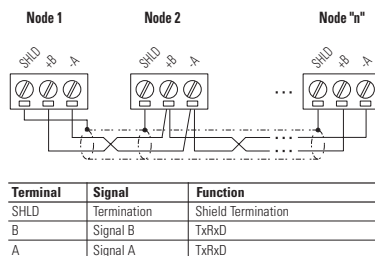 Node 1 Node 2 Node "n"
SHLD +B -A SHLD +B -A SHLD +B -A
... 
...
...
Terminal Signal Function
SHLD Termination Shield Termination
B Signal B TxRxD
A Signal A TxRxD